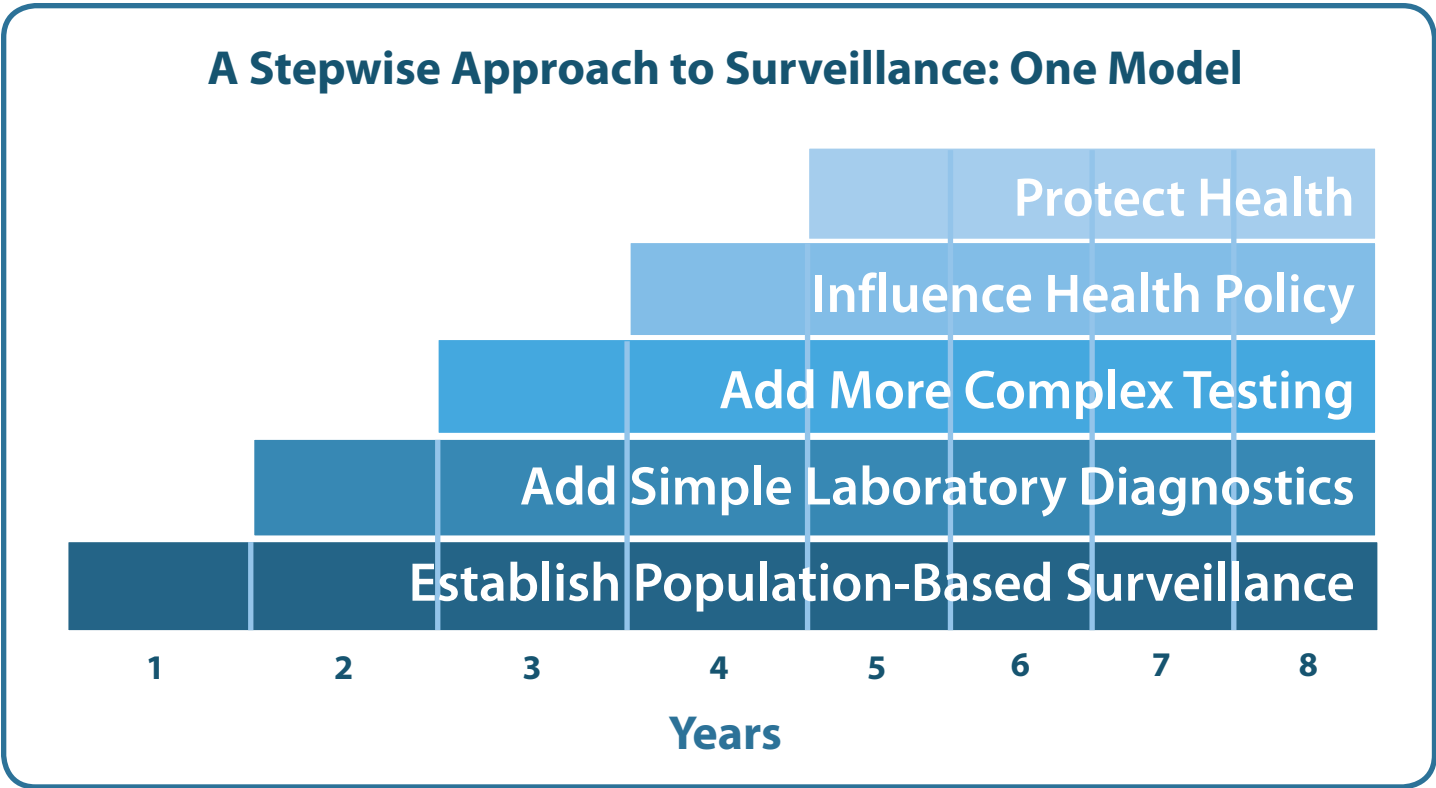 A Stepwise Approach to Surveillance: One Model
Protect Health
Influence Health Policy
Add More Complex Testing
Add Simple Laboratory Diagnostics
Establish Population-Based Surveillance
1 2 3 4 5 6 7 8
Years